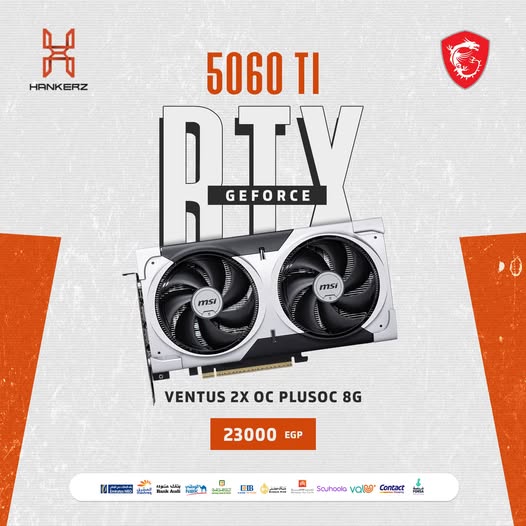 HANKERZ
5060 TI
RTX
GEFORCE
msi
msi
VENTUS 2X OC PLUSOC 8G
23000 EGP
Bank Audi
Souhoola
valU
Contact
FORSA